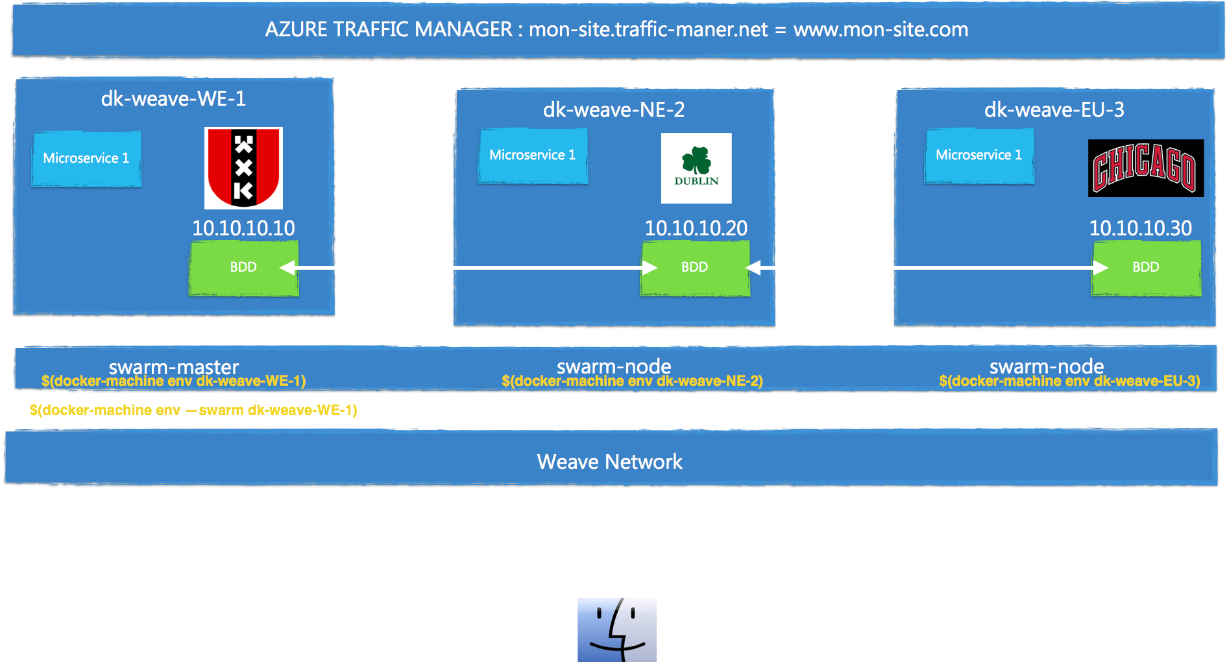 AZURE TRAFFIC MANAGER : mon-site.traffic-maner.net = www.mon-site.com
dk-weave-WE-1
Microservice 1
10.10.10.10
BDD
dk-weave-NE-2
Microservice 1
DUBLIN
10.10.10.20
BDD
dk-weave-EU-3
Microservice 1
CHICAGO
10.10.10.30
BDD
swarm-master
$(docker-machine env dk-weave-WE-1)
swarm-node
$(docker-machine env dk-weave-NE-2)
swarm-node
$(docker-machine env dk-weave-EU-3)
$(docker-machine env —swarm dk-weave-WE-1)
Weave Network